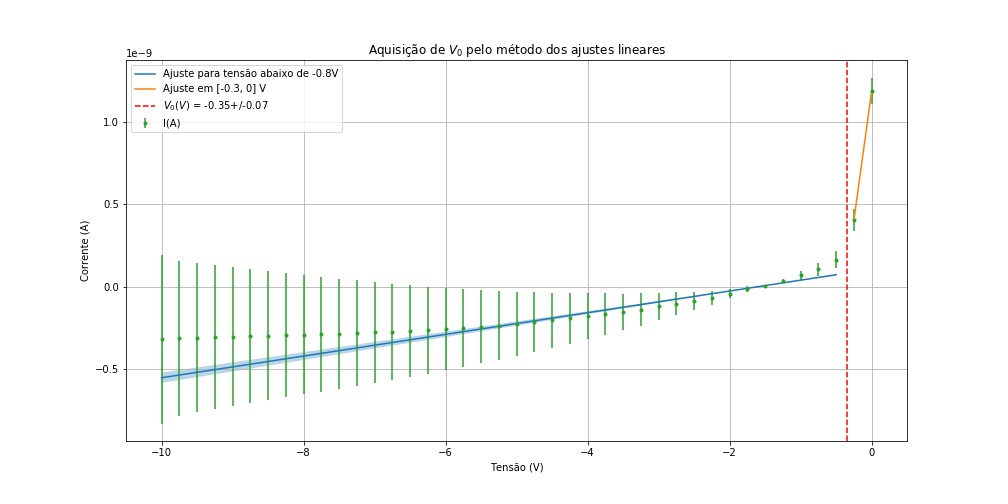 Aquisição de V₀ pelo método dos ajustes lineares
1e−9
Ajuste para tensão abaixo de -0.8V
Ajuste em [-0.3, 0] V
V₀(V) = -0.35+/-0.07
I(A)
1.0
0.5
0.0
−0.5
Corrente (A)
−10 −8 −6 −4 −2 0
Tensão (V)